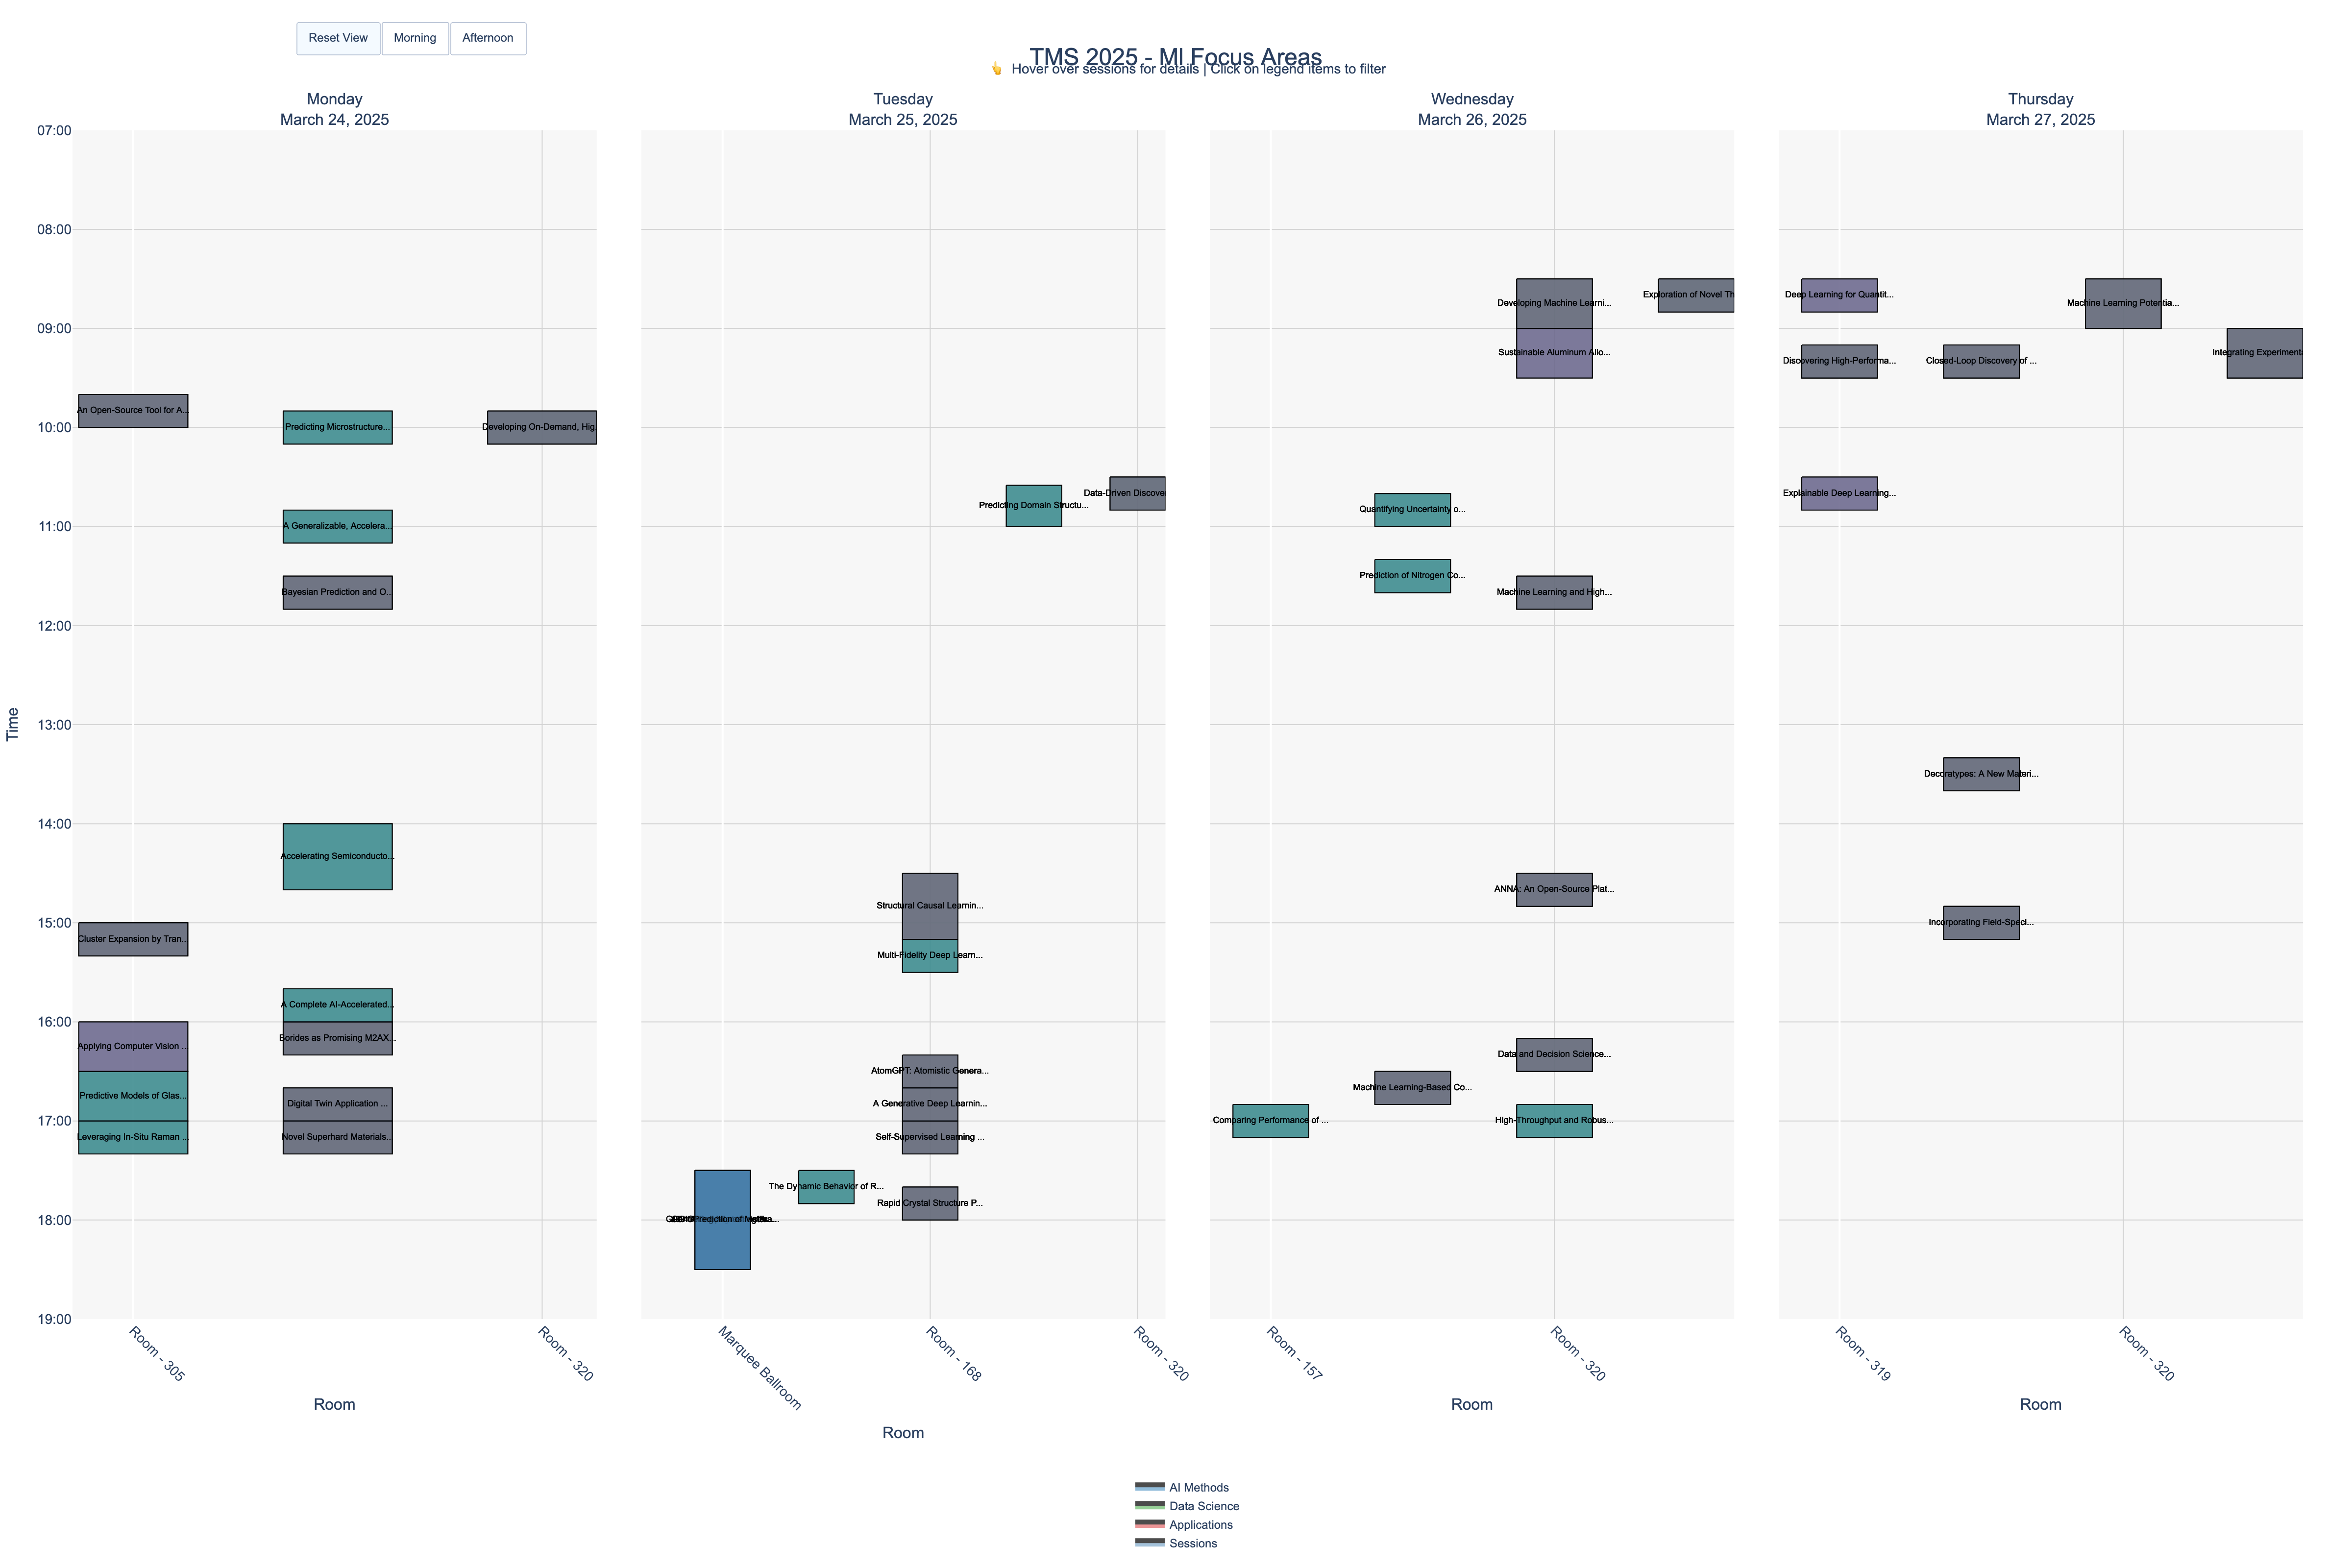 Reset View
Morning
Afternoon
TMS 2025 - MI Focus Areas
👆 Hover over sessions for details | Click on legend items to filter
Monday
March 24, 2025
Tuesday
March 25, 2025
Wednesday
March 26, 2025
Thursday
March 27, 2025
Time
07:00
08:00
09:00
10:00
11:00
12:00
13:00
14:00
15:00
16:00
17:00
18:00
19:00
An Open-Source Tool for A...
Predicting Microstructure...
Developing On-Demand, Hig.
A Generalizable, Accelera...
Bayesian Prediction and O...
Accelerating Semiconducto...
Cluster Expansion by Tran...
A Complete AI-Accelerated...
Applying Computer Vision ...
Borides as Promising M2AX...
Predictive Models of Glas...
Digital Twin Application ...
Leveraging In-Situ Raman ...
Novel Superhard Materials...
Room - 305
Room - 320
Room
Data-Driven Discove
Predicting Domain Structu...
Structural Causal Learnin...
Multi-Fidelity Deep Learn...
AtomGPT: Atomistic Genera...
A Generative Deep Learnin...
Self-Supervised Learning ...
The Dynamic Behavior of R...
Rapid Crystal Structure P...
Marquee Ballroom
Room - 168
Room - 320
Room
Developing Machine Learni...
Exploration of Novel Th
Sustainable Aluminum Allo...
Quantifying Uncertainty o...
Prediction of Nitrogen Co...
Machine Learning and High...
ANNA: An Open-Source Plat...
Data and Decision Science...
Machine Learning-Based Co...
Comparing Performance of ...
High-Throughput and Robus...
Room - 157
Room - 320
Room
Deep Learning for Quantit...
Machine Learning Potentia...
Discovering High-Performa...
Closed-Loop Discovery of ...
Integrating Experimenta
Explainable Deep Learning...
Decoratypes: A New Materi...
Incorporating Field-Speci...
Room - 319
Room - 320
Room
AI Methods
Data Science
Applications
Sessions